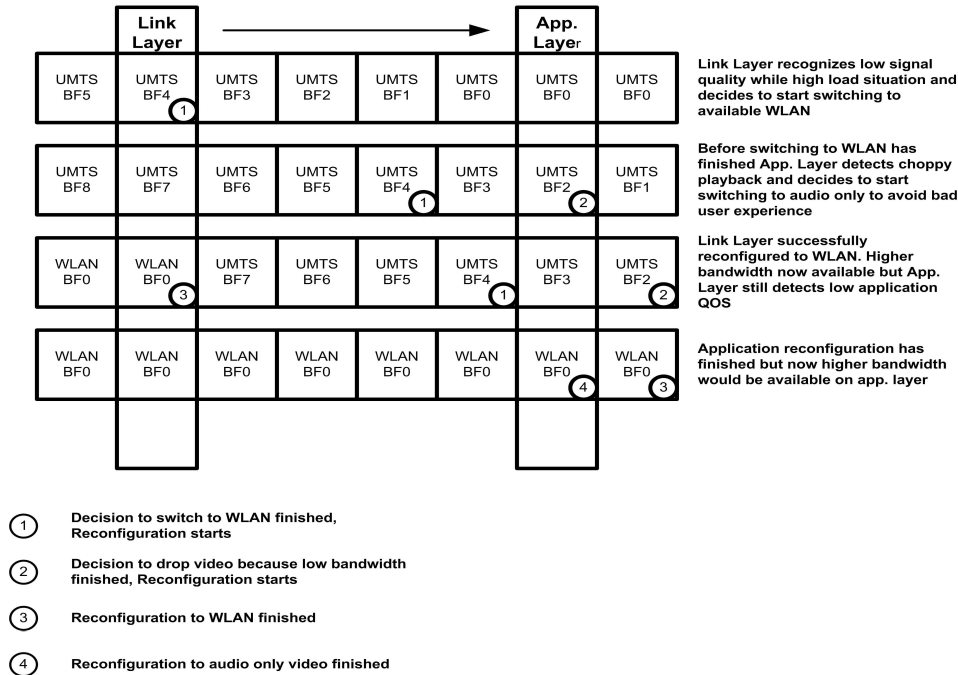 Link
Layer
App.
Layer
UMTS BF5
UMTS BF4
1
UMTS BF3
UMTS BF2
UMTS BF1
UMTS BF0
UMTS BF0
UMTS BF0
Link Layer recognizes low signal
quality while high load situation and
decides to start switching to
available WLAN
UMTS BF8
UMTS BF7
UMTS BF6
UMTS BF5
UMTS BF4
1
UMTS BF3
UMTS BF2
2
UMTS BF1
Before switching to WLAN has
finished App. Layer detects choppy
playback and decides to start
switching to audio only to avoid bad
user experience
WLAN BF0
WLAN BF0
3
UMTS BF7
UMTS BF6
UMTS BF5
UMTS BF4
1
UMTS BF3
UMTS BF2
2
Link Layer successfully
reconfigured to WLAN. Higher
bandwidth now available but App.
Layer still detects low application
QOS
WLAN BF0
WLAN BF0
WLAN BF0
WLAN BF0
WLAN BF0
WLAN BF0
WLAN BF0
4
WLAN BF0
3
Application reconfiguration has
finished but now higher bandwidth
would be available on app. layer
1
Decision to switch to WLAN finished,
Reconfiguration starts
2
Decision to drop video because low bandwidth
finished, Reconfiguration starts
3
Reconfiguration to WLAN finished
4
Reconfiguration to audio only video finished